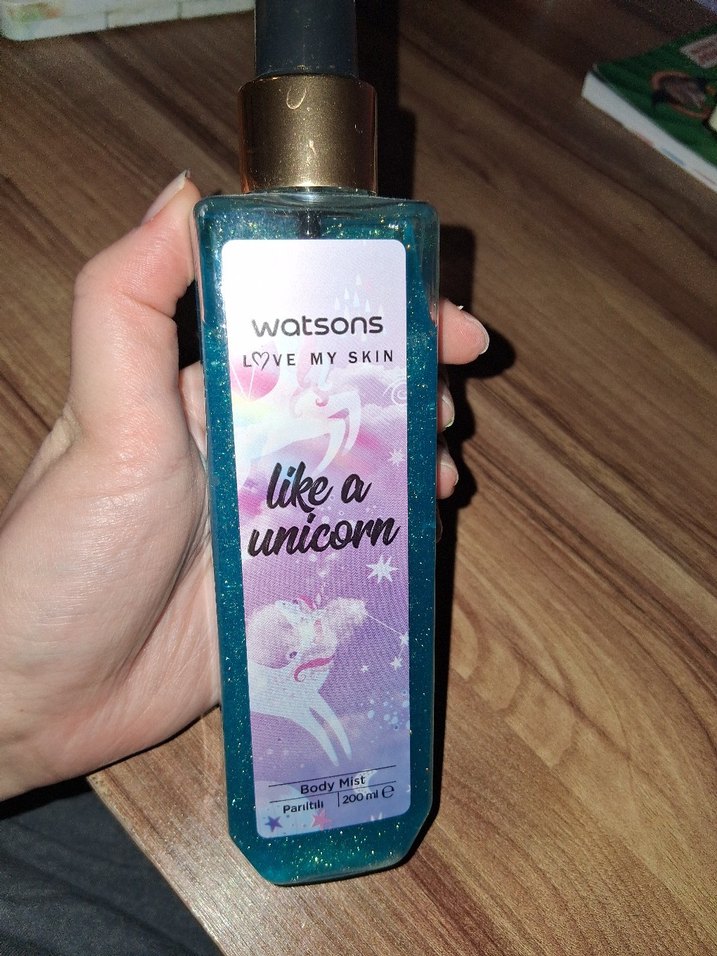 watsons
LOVE MY SKIN
like a
unicorn
Body Mist
Parıltılı
200 ml ℮